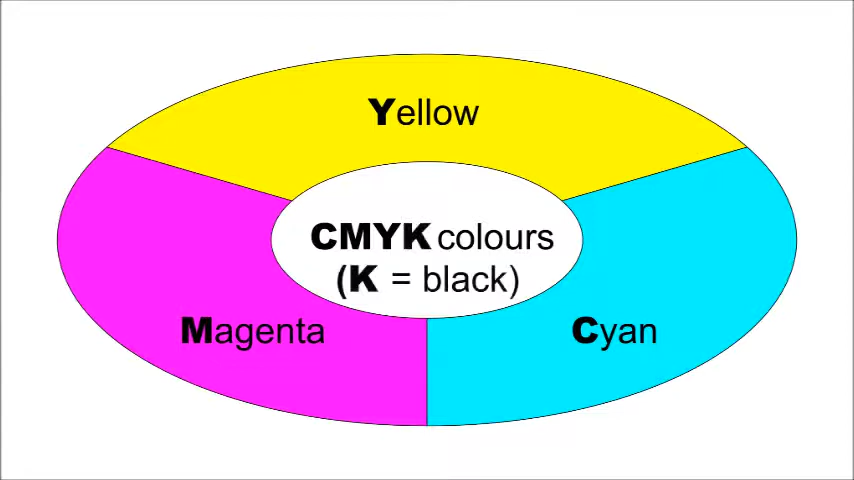 Yellow
CMYK colours
(K = black)
Magenta
Cyan